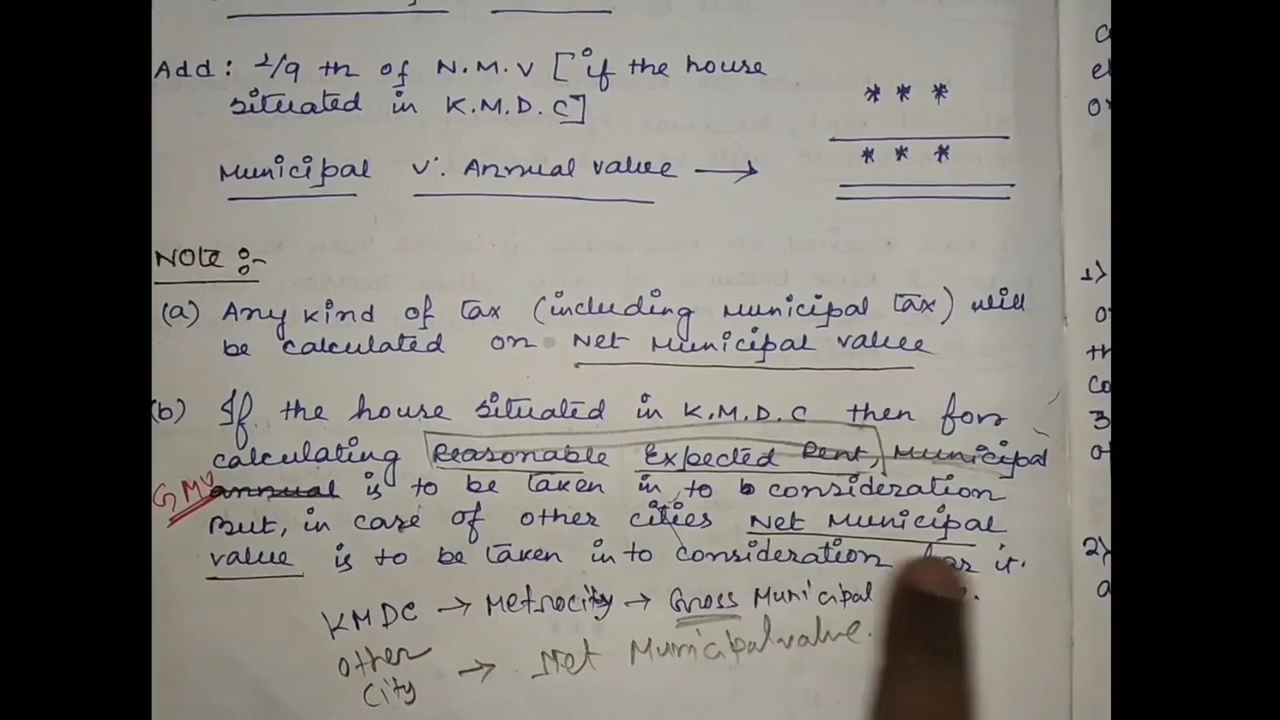 Add: 1/9 th of N.M.V [if the house
situated in K.M.D.C]
* * *
Municipal V. Annual value →
* * *
Note :-
(a) Any kind of tax (including Municipal tax) will
be calculated on Net Municipal value
(b) If the house situated in K.M.D.C then for
calculating Reasonable Expected Rent, Municipal
GMV annual is to be taken in to consideration
But, in case of other cities Net Municipal
value is to be taken in to consideration it.
KMDC → Metrocity → Gross Municipal
other → Net Municipal value.
city
1)
2)